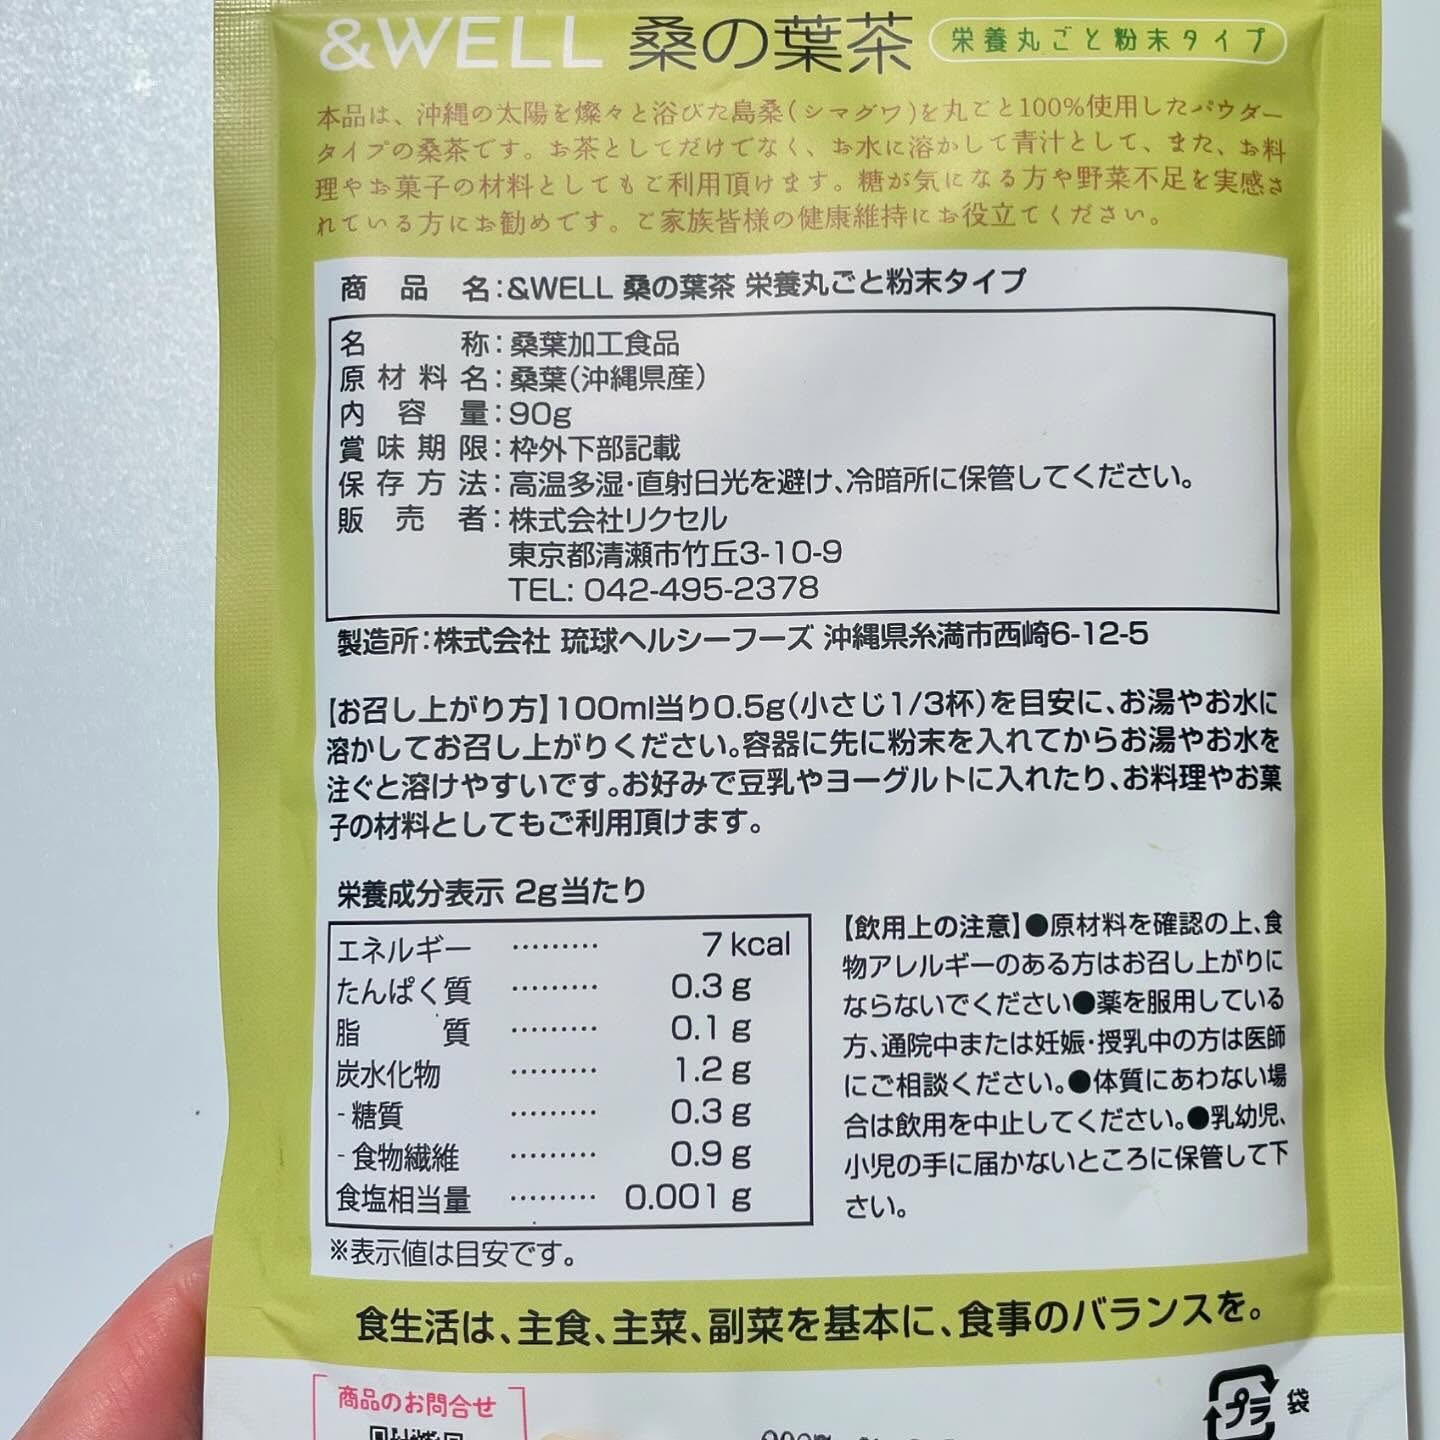 &WELL 桑の葉茶 栄養丸ごと粉末タイプ
本品は、沖縄の太陽を燦々と浴びた島桑(シマグワ)を丸ごと100%使用したパウダー
タイプの桑茶です。お茶としてだけでなく、お水に溶かして青汁として、また、お料
理やお菓子の材料としてもご利用頂けます。糖が気になる方や野菜不足を実感さ
れている方にお勧めです。ご家族皆様の健康維持にお役立てください。
商品名:&WELL 桑の葉茶 栄養丸ごと粉末タイプ
名称:桑葉加工食品
原材料名:桑葉(沖縄県産)
内容量:90g
賞味期限:枠外下部記載
保存方法:高温多湿・直射日光を避け、冷暗所に保管してください。
販売者:株式会社リクセル
東京都清瀬市竹丘3-10-9
TEL: 042-495-2378
製造所:株式会社 琉球ヘルシーフーズ 沖縄県糸満市西崎6-12-5
【お召し上がり方】100ml当り0.5g(小さじ1/3杯)を目安に、お湯やお水に
溶かしてお召し上がりください。容器に先に粉末を入れてからお湯やお水を
注ぐと溶けやすいです。お好みで豆乳やヨーグルトに入れたり、お料理やお菓
子の材料としてもご利用頂けます。
栄養成分表示 2g当たり
エネルギー ……… 7 kcal
たんぱく質 ……… 0.3 g
脂質 ……… 0.1 g
炭水化物 ……… 1.2 g
- 糖質 ……… 0.3 g
- 食物繊維 ……… 0.9 g
食塩相当量 ……… 0.001 g
※表示値は目安です。
【飲用上の注意】●原材料を確認の上、食
物アレルギーのある方はお召し上がりに
ならないでください●薬を服用している
方、通院中または妊娠・授乳中の方は医師
にご相談ください。●体質にあわない場
合は飲用を中止してください。●乳幼児、
小児の手に届かないところに保管して下
さい。
食生活は、主食、主菜、副菜を基本に、食事のバランスを。
商品のお問合せ
プラ 袋